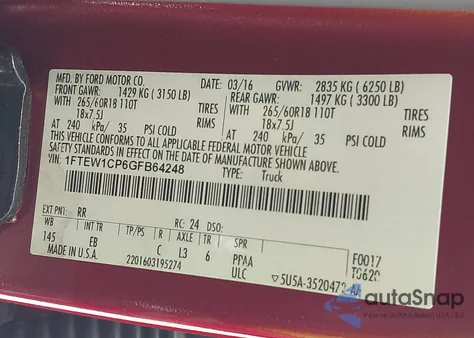 MFD. BY FORD MOTOR CO.
DATE: 03/16 GVWR: 2835 KG ( 6250 LB)
FRONT GAWR: 1429 KG ( 3150 LB) REAR GAWR: 1497 KG ( 3300 LB)
WITH 265/60R18 110T TIRES WITH 265/60R18 110T TIRES
18x7.5J RIMS 18x7.5J RIMS
AT 240 kPa/ 35 PSI COLD AT 240 kPa/ 35 PSI COLD
THIS VEHICLE CONFORMS TO ALL APPLICABLE FEDERAL MOTOR VEHICLE
SAFETY STANDARDS IN EFFECT ON THE DATE OF MANUFACTURE SHOWN ABOVE.
VIN: 1FTEW1CP6GFB64248 TYPE: Truck
EXT PNT: RR RC: 24 DSO:
WB TP/PS R AXLE TR SPR
145 EB C L3 6 PPAA F0017
2201603195274 ULC
MADE IN U.S.A. 5U5A-3520472-AA
autoSnap